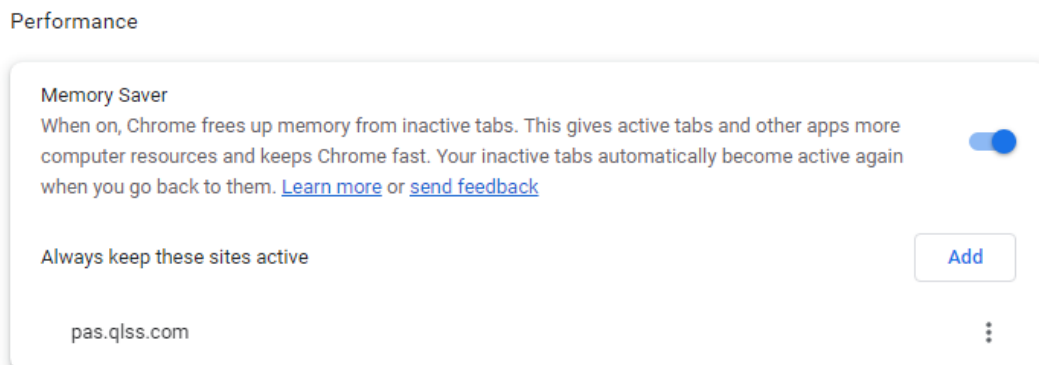 Performance
Memory Saver
When on, Chrome frees up memory from inactive tabs. This gives active tabs and other apps more
computer resources and keeps Chrome fast. Your inactive tabs automatically become active again
when you go back to them. Learn more or send feedback
Always keep these sites active
Add
pas.qlss.com